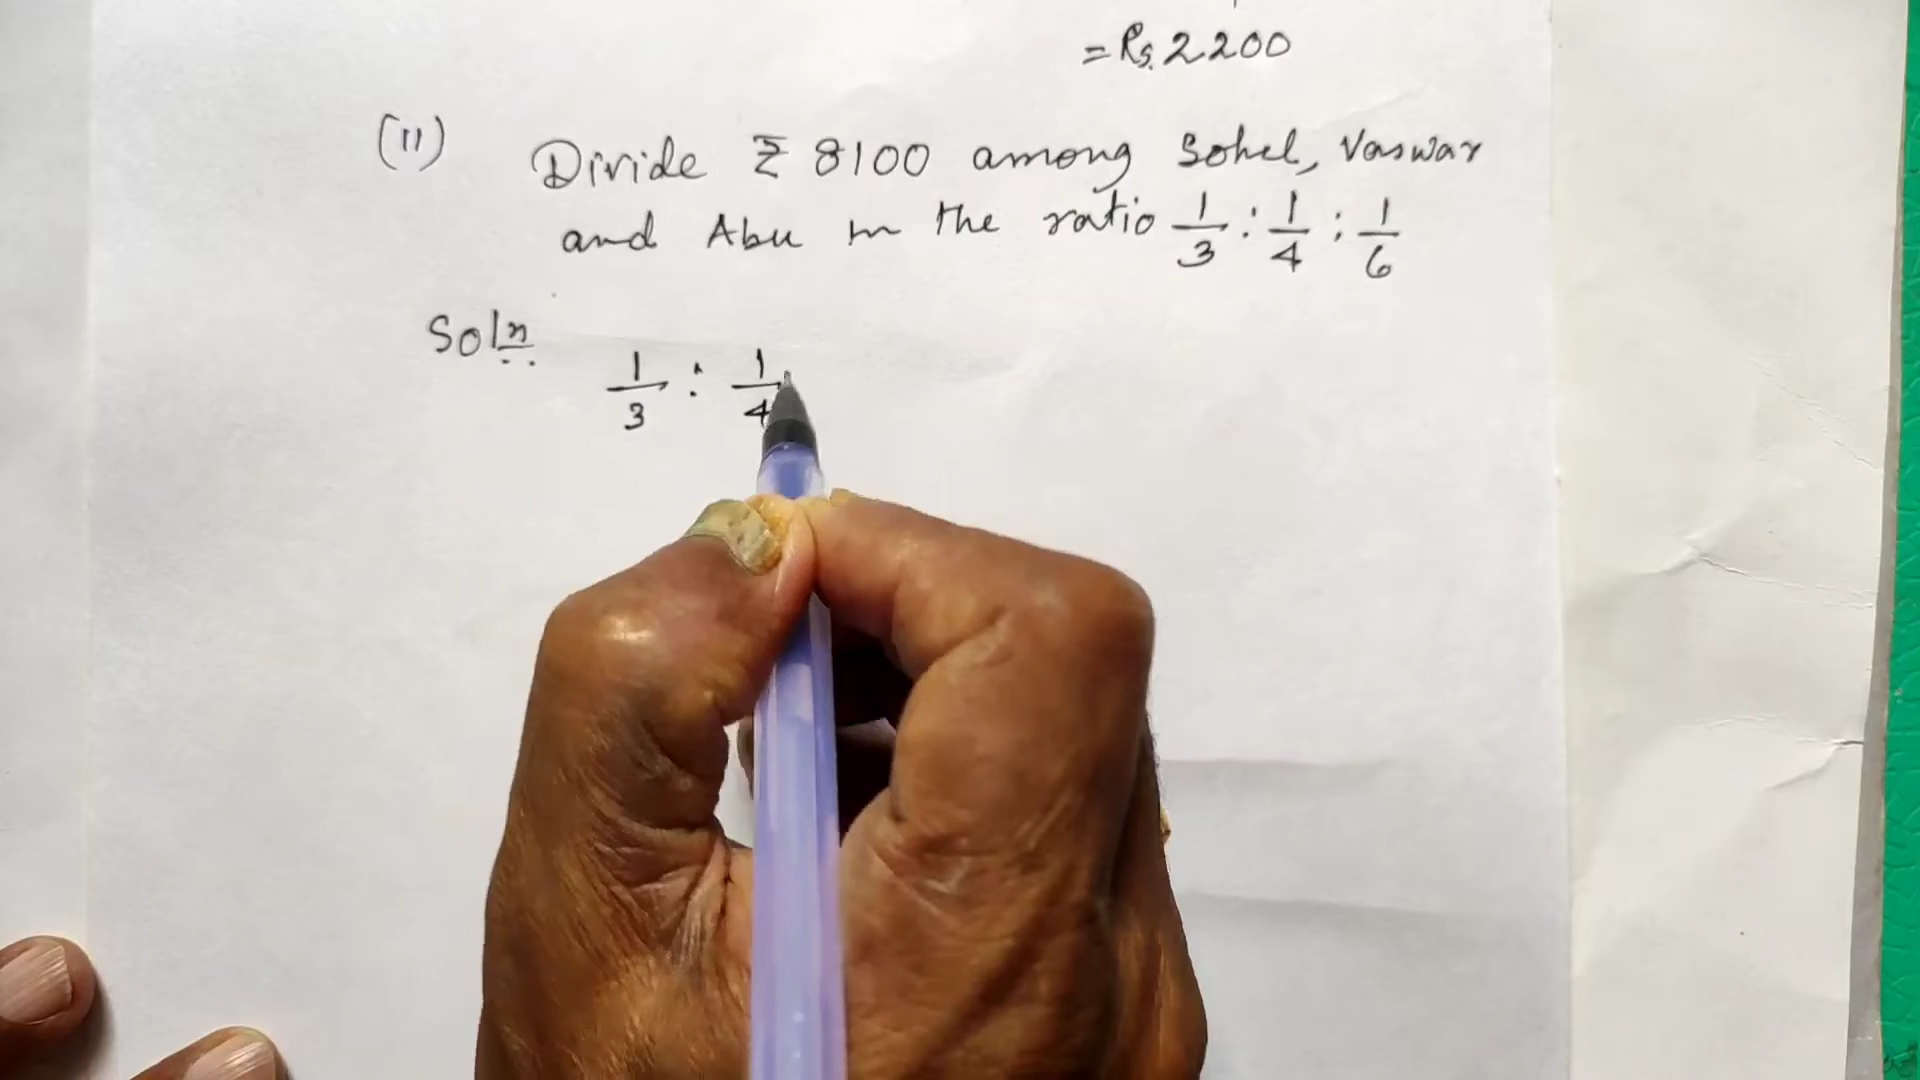 = Rs. 2200
(11) Divide ₹ 8100 among Sohel, Vaswar
and Abu in the ratio 1/3 : 1/4 : 1/6
Soln
1/3 : 1/4